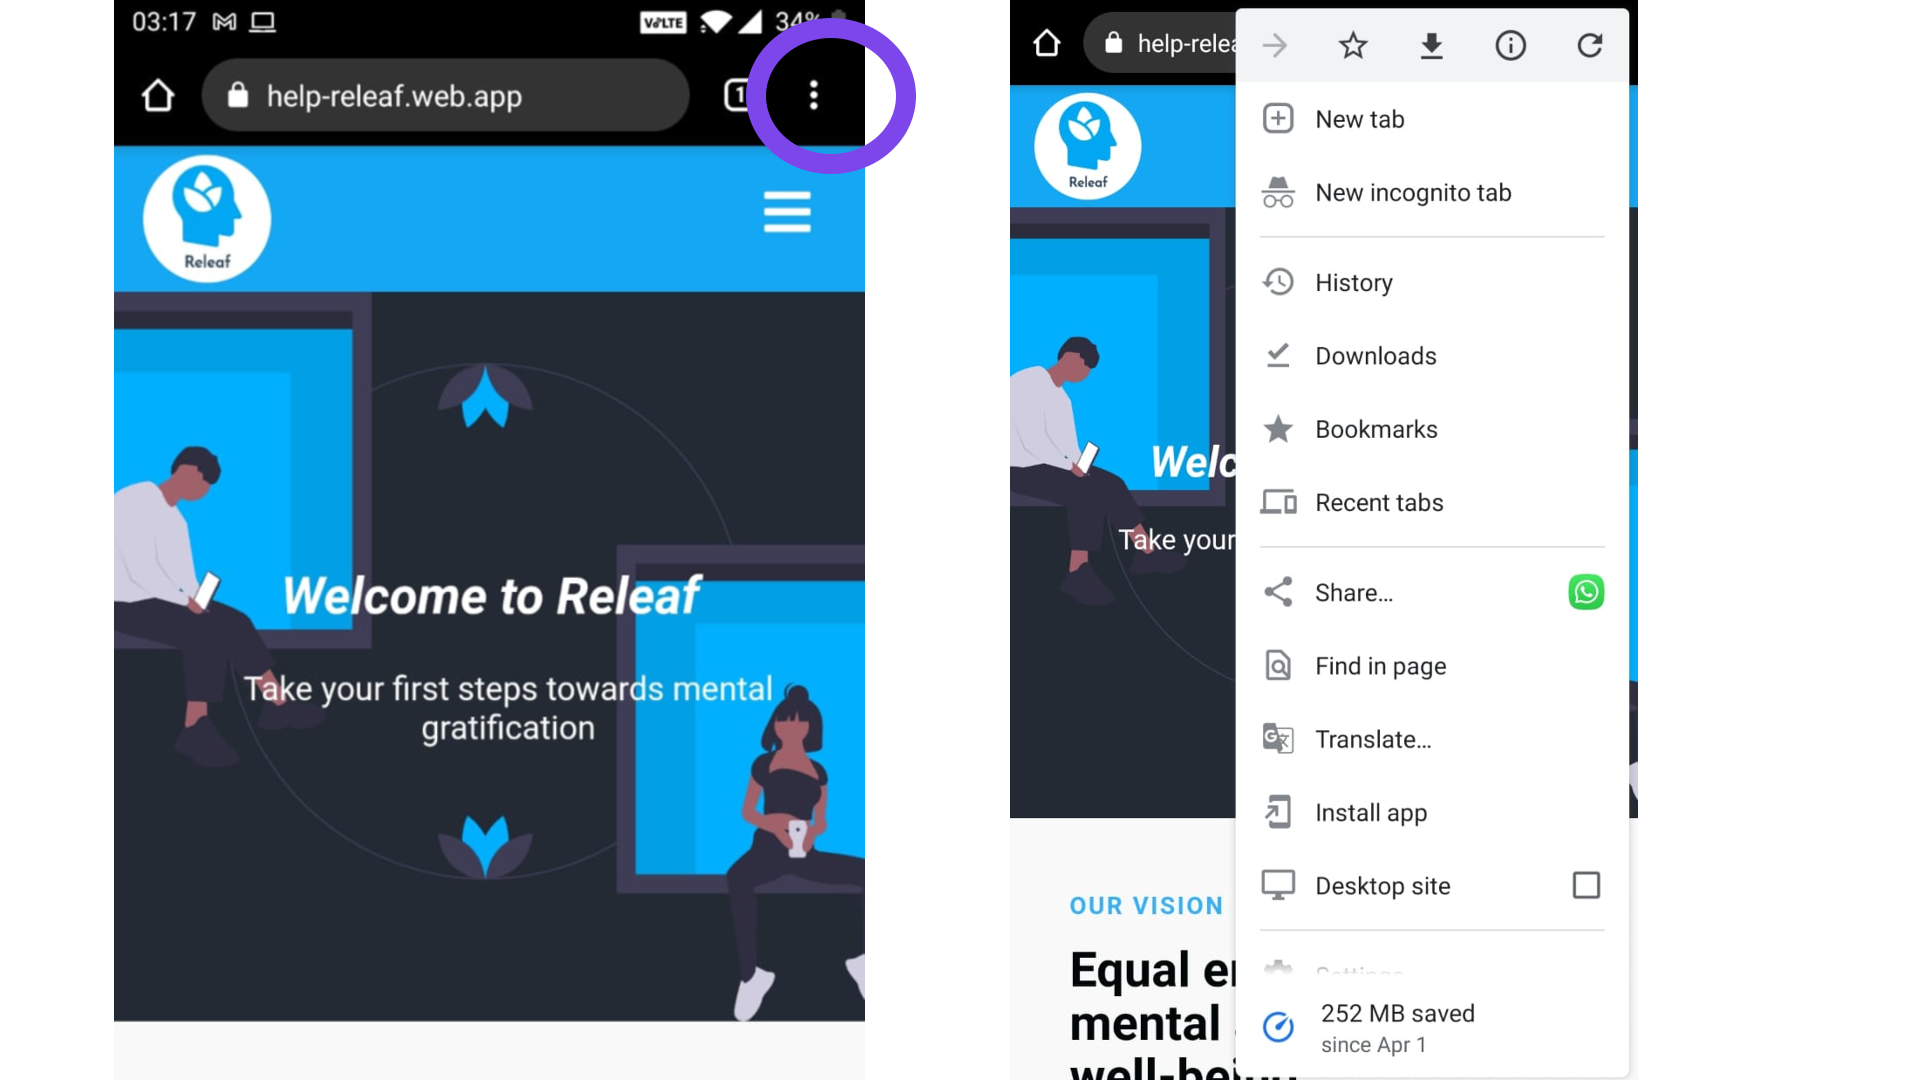 03:17
VoLTE
34%
help-releaf.web.app
1
Releaf
Welcome to Releaf
Take your first steps towards mental
gratification
help-relea
Releaf
Welc
Take your
OUR VISION
Equal e
mental
well-being
New tab
New incognito tab
History
Downloads
Bookmarks
Recent tabs
Share...
Find in page
Translate...
Install app
Desktop site
Settings
252 MB saved
since Apr 1